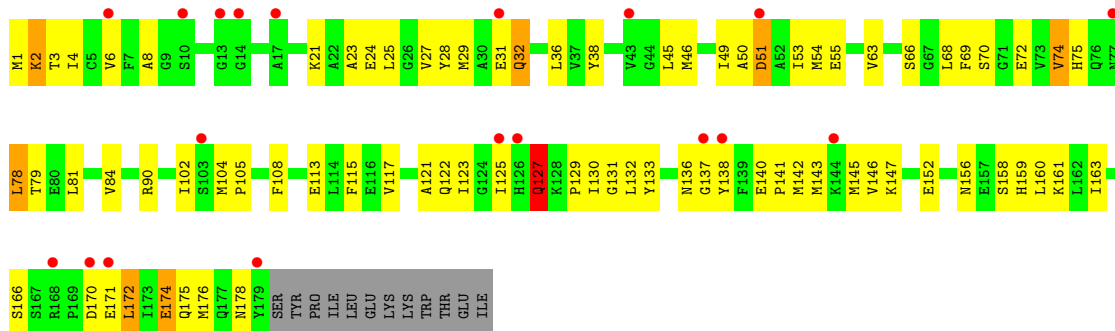 M1 K2 T3 I4 C5 V6 F7 A8 G9 S10 G13 G14 A17 K21 A22 A23 E24 L25 G26 V27 Y28 M29 A30 E31 Q32 L36 V37 Y38 V43 G44 L45 M46 I49 A50 D51 A52 I53 M54 E55 V63 S66 G67 L68 F69 S70 G71 E72 V73 V74 H75 Q76 N77
L78 T79 E80 L81 V84 R90 I102 S103 M104 P105 F108 E113 L114 F115 E116 V117 A121 Q122 I123 G124 I125 H126 Q127 K128 P129 I130 G131 L132 Y133 N136 G137 Y138 F139 E140 P141 M142 M143 K144 M145 V146 K147 E152 N156 E157 S158 H159 L160 K161 L162 I163
S166 S167 R168 P169 D170 E171 L172 I173 E174 Q175 M176 Q177 N178 Y179 SER TYR PRO ILE LEU GLU LYS LYS TRP THR GLU ILE